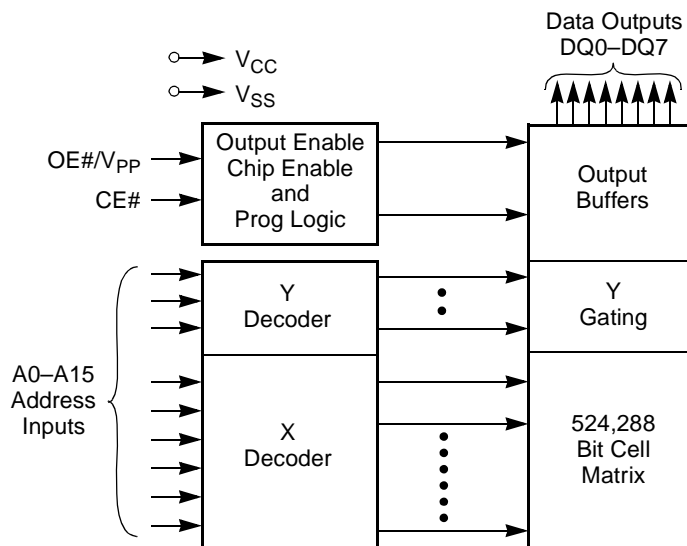 Data Outputs
DQ0–DQ7
VCC
VSS
OE#/VPP
CE#
Output Enable
Chip Enable
and
Prog Logic
Output
Buffers
Y
Decoder
Y
Gating
A0–A15
Address
Inputs
X
Decoder
524,288
Bit Cell
Matrix